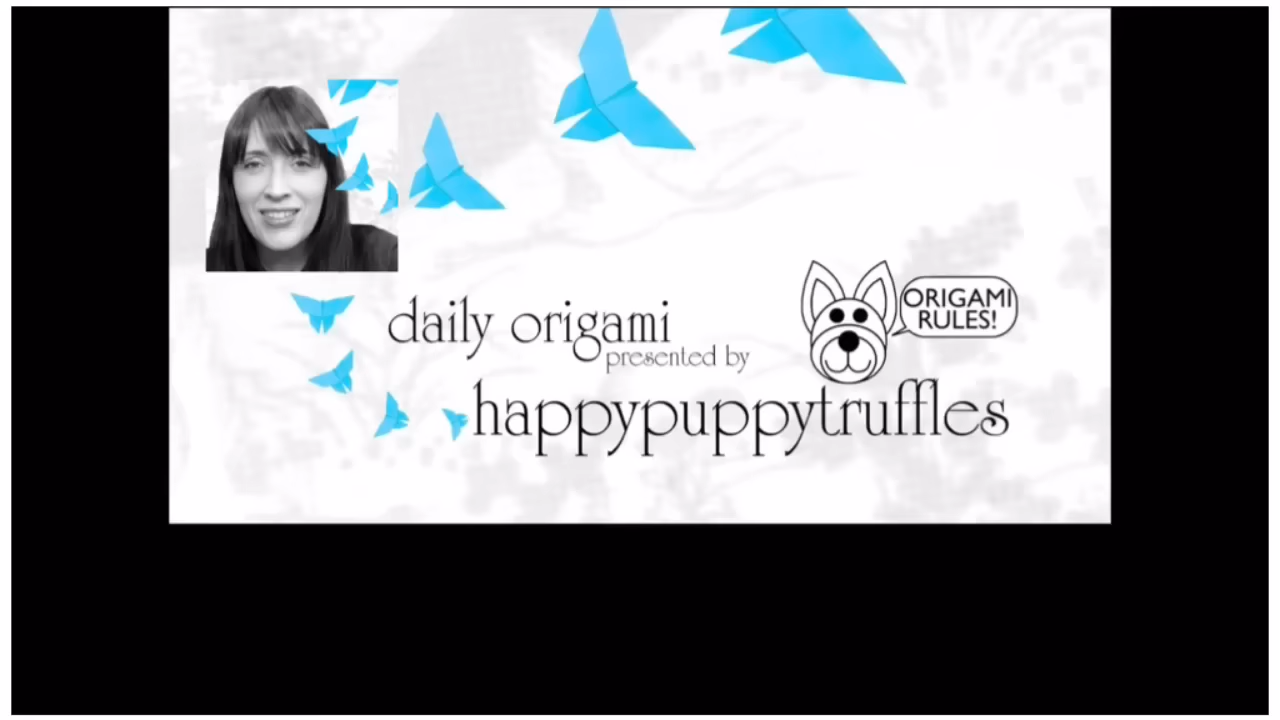 ORIGAMI
RULES!
daily origami
presented by
happypuppytruffles